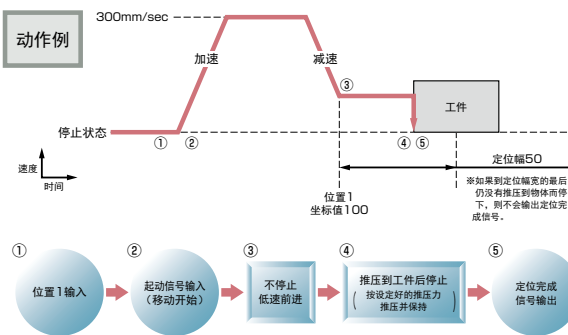 动作例
300mm/sec
加速
减速
③
工件
停止状态
①
②
④
⑤
速度
时间
定位幅50
位置1
坐标值100
※如果到定位幅宽的最后
仍没有推压到物体而停
下，则不会输出定位完
成信号。
①
②
③
④
⑤
位置1输入
起动信号输入
（移动开始）
不停止
低速前进
推压到工件后停止
（按设定好的推压力
推压并保持）
定位完成
信号输出